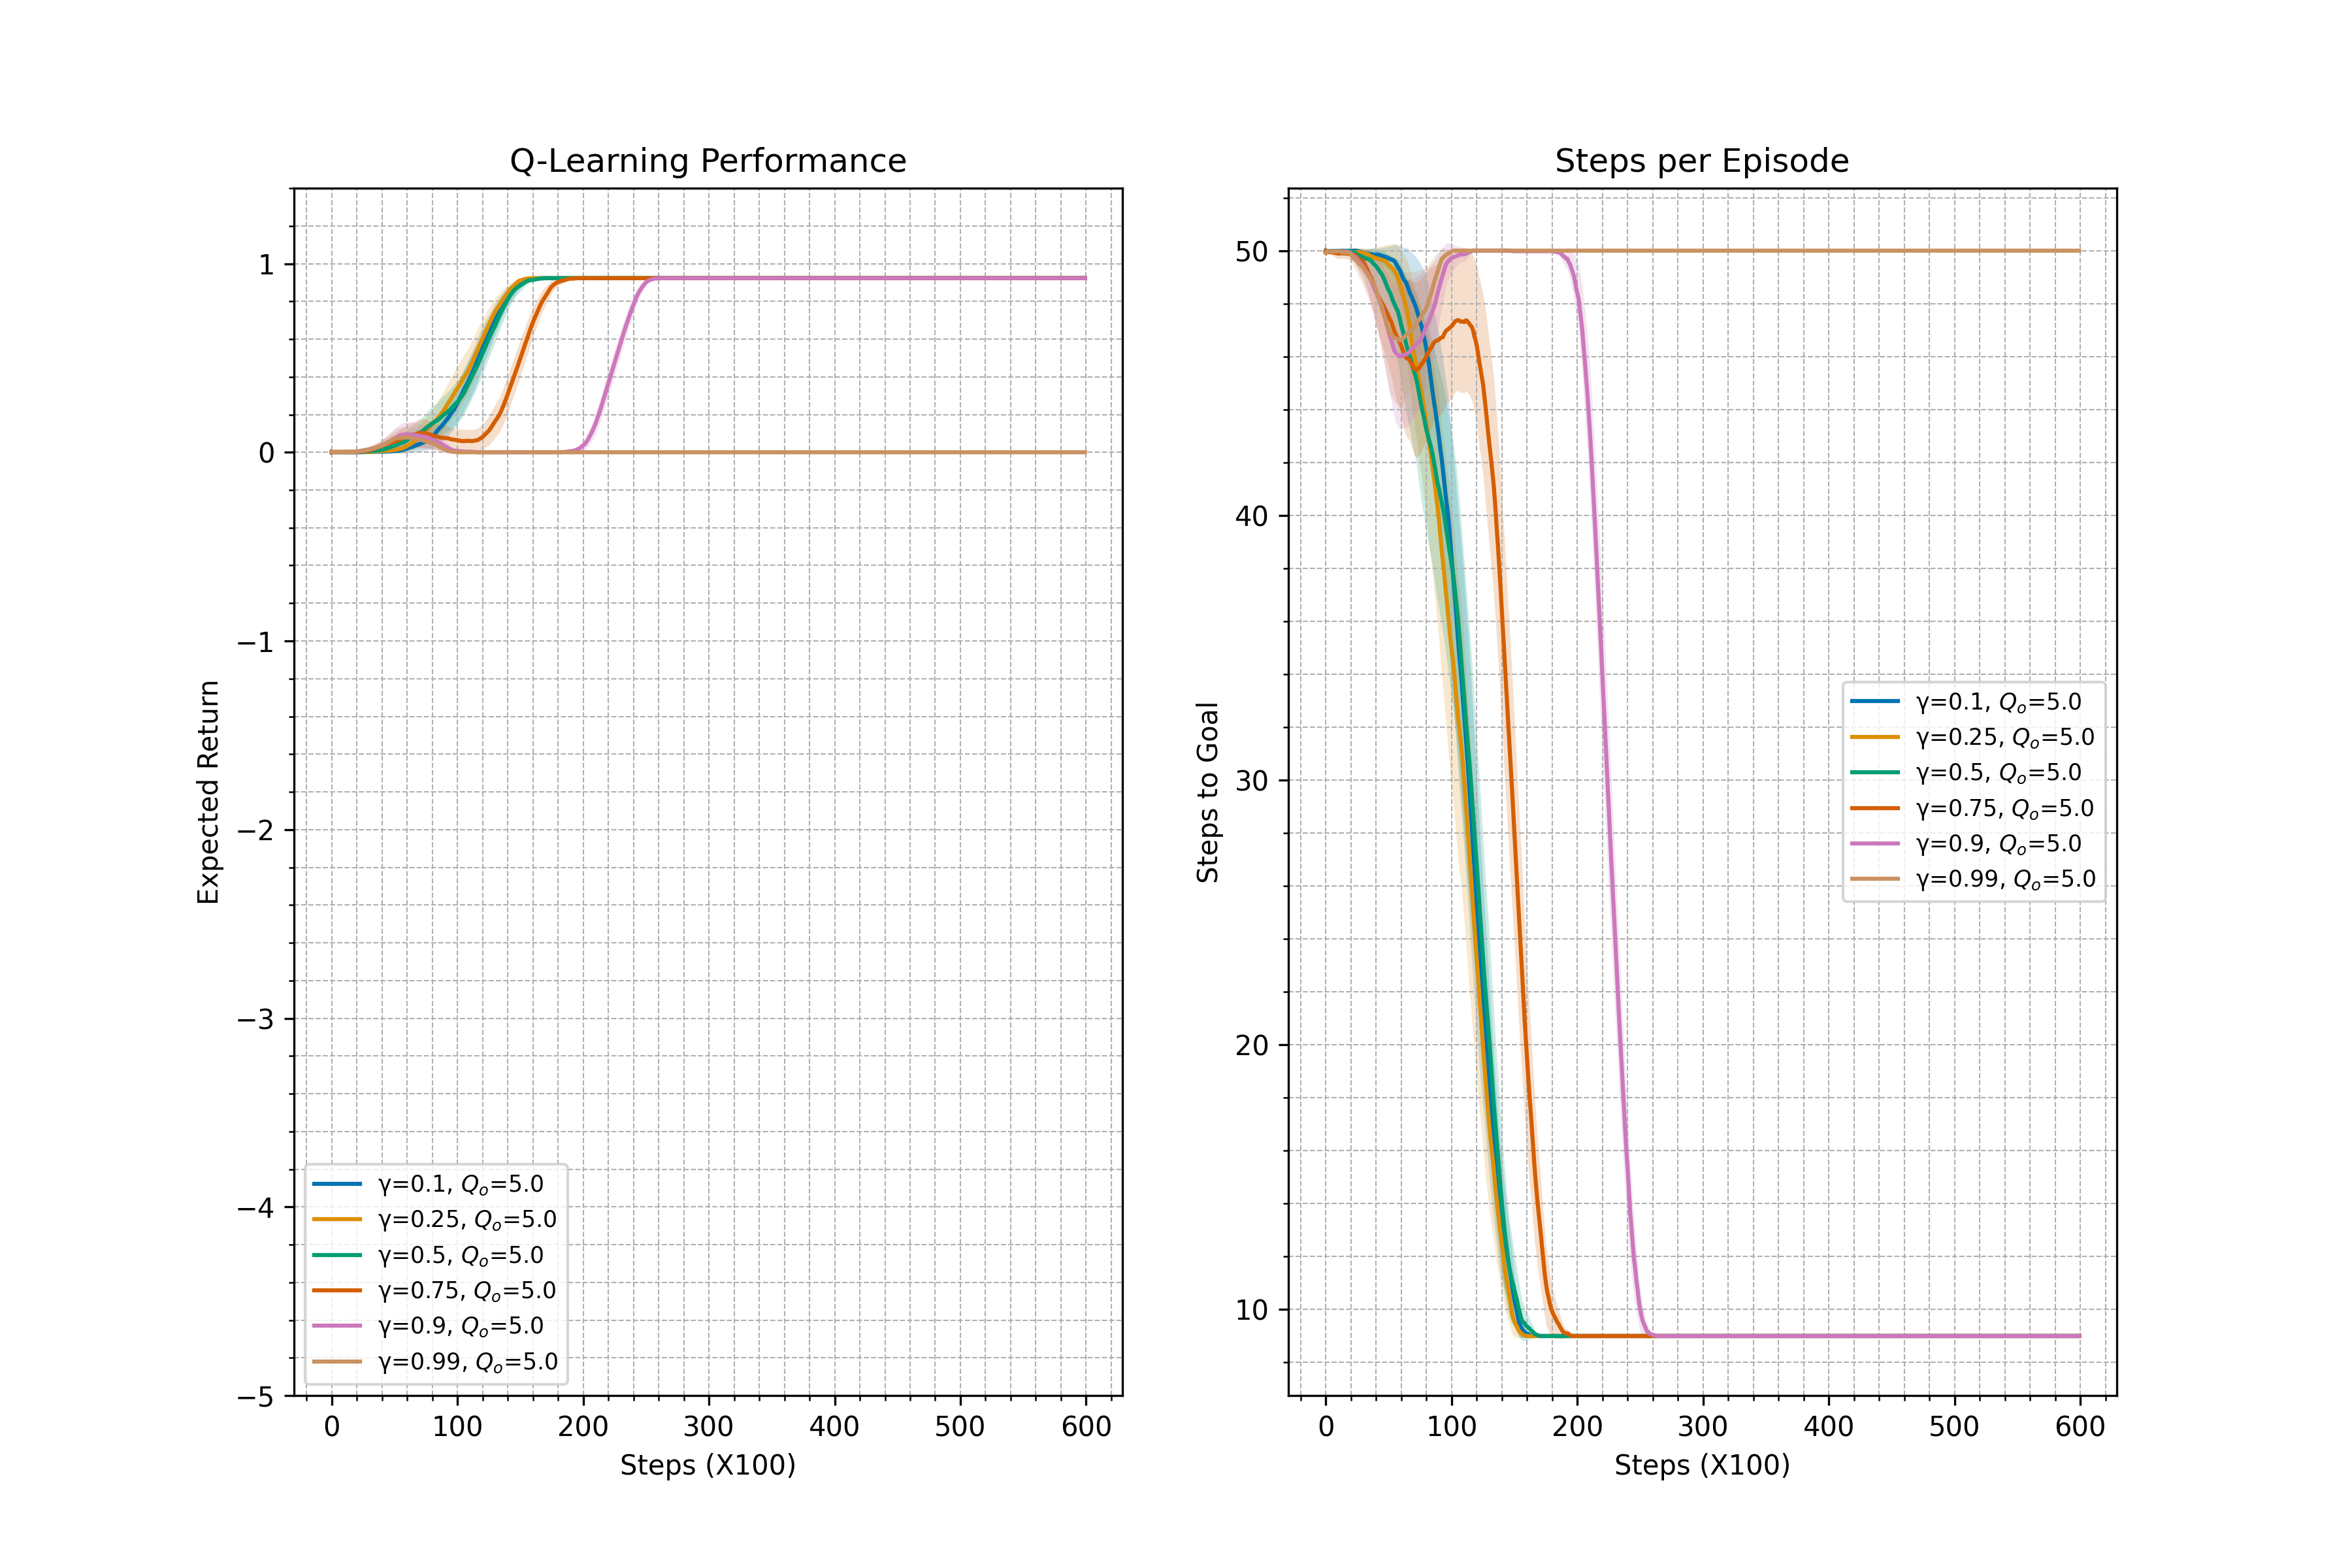 Q-Learning Performance
Expected Return
1
0
−1
−2
−3
−4
−5
0 100 200 300 400 500 600
Steps (X100)
γ=0.1, Qₒ=5.0
γ=0.25, Qₒ=5.0
γ=0.5, Qₒ=5.0
γ=0.75, Qₒ=5.0
γ=0.9, Qₒ=5.0
γ=0.99, Qₒ=5.0
Steps per Episode
Steps to Goal
50
40
30
20
10
0 100 200 300 400 500 600
Steps (X100)
γ=0.1, Qₒ=5.0
γ=0.25, Qₒ=5.0
γ=0.5, Qₒ=5.0
γ=0.75, Qₒ=5.0
γ=0.9, Qₒ=5.0
γ=0.99, Qₒ=5.0